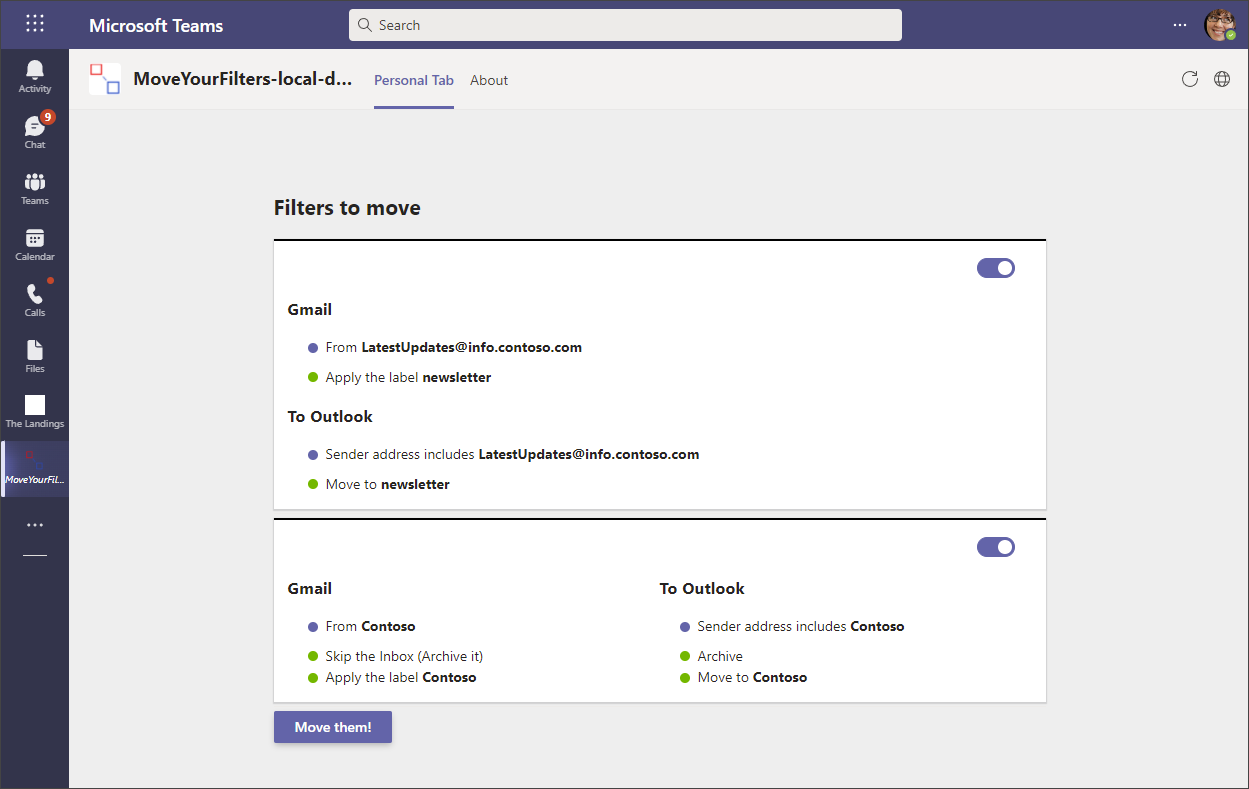 Microsoft Teams
Search
Activity
9
Chat
Teams
Calendar
Calls
Files
The Landings
MoveYourFil...
MoveYourFilters-local-d...
Personal Tab
About
Filters to move
Gmail
From LatestUpdates@info.contoso.com
Apply the label newsletter
To Outlook
Sender address includes LatestUpdates@info.contoso.com
Move to newsletter
Gmail
From Contoso
Skip the Inbox (Archive it)
Apply the label Contoso
To Outlook
Sender address includes Contoso
Archive
Move to Contoso
Move them!